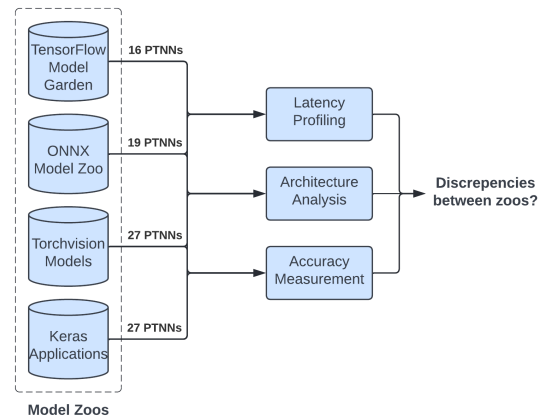 TensorFlow
Model
Garden
16 PTNNs
ONNX
Model Zoo
19 PTNNs
Torchvision
Models
27 PTNNs
Keras
Applications
27 PTNNs
Model Zoos
Latency
Profiling
Architecture
Analysis
Accuracy
Measurement
Discrepancies
between zoos?